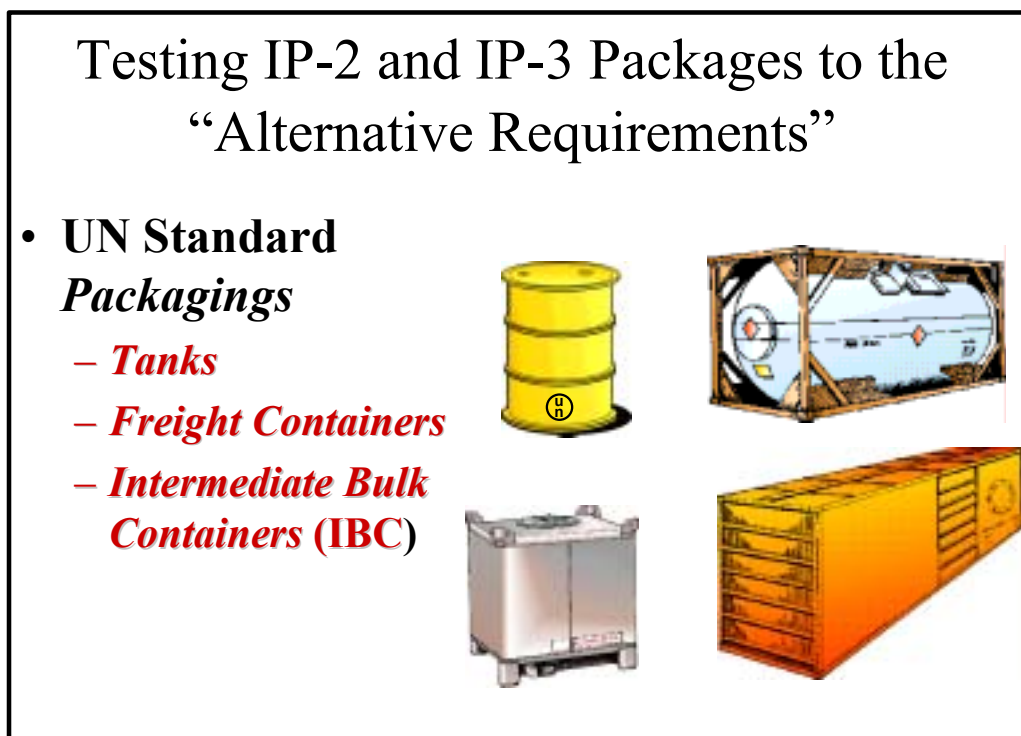 Testing IP-2 and IP-3 Packages to the
“Alternative Requirements”
• UN Standard
Packagings
– Tanks
– Freight Containers
– Intermediate Bulk
Containers (IBC)
u
n